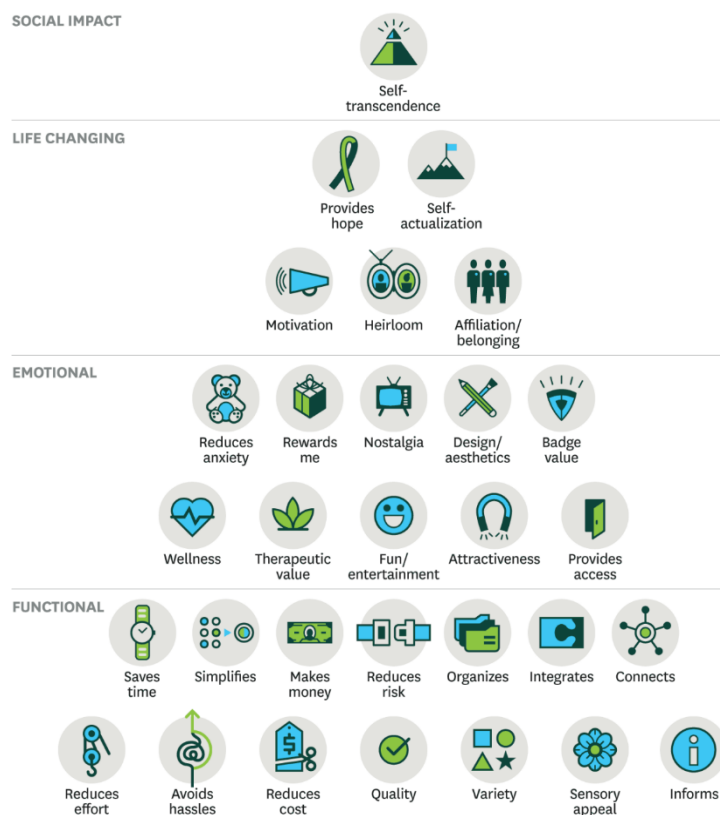 SOCIAL IMPACT
Self-
transcendence
LIFE CHANGING
Provides
hope
Self-
actualization
Motivation
Heirloom
Affiliation/
belonging
EMOTIONAL
Reduces
anxiety
Rewards
me
Nostalgia
Design/
aesthetics
Badge
value
Wellness
Therapeutic
value
Fun/
entertainment
Attractiveness
Provides
access
FUNCTIONAL
Saves
time
Simplifies
Makes
money
Reduces
risk
Organizes
Integrates
Connects
Reduces
effort
Avoids
hassles
$
Reduces
cost
Quality
Variety
Sensory
appeal
i
Informs